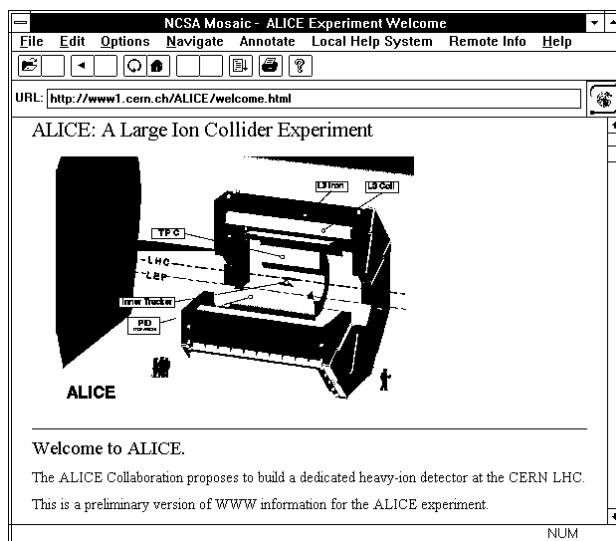 NCSA Mosaic - ALICE Experiment Welcome
File Edit Options Navigate Annotate Local Help System Remote Info Help
URL: http://www1.cern.ch/ALICE/welcome.html
ALICE: A Large Ion Collider Experiment
L3 Iron L3 Coil
TPC
LHC
LEP
Inner Tracker
PID
ALICE
Welcome to ALICE.
The ALICE Collaboration proposes to build a dedicated heavy-ion detector at the CERN LHC.
This is a preliminary version of WWW information for the ALICE experiment.
NUM